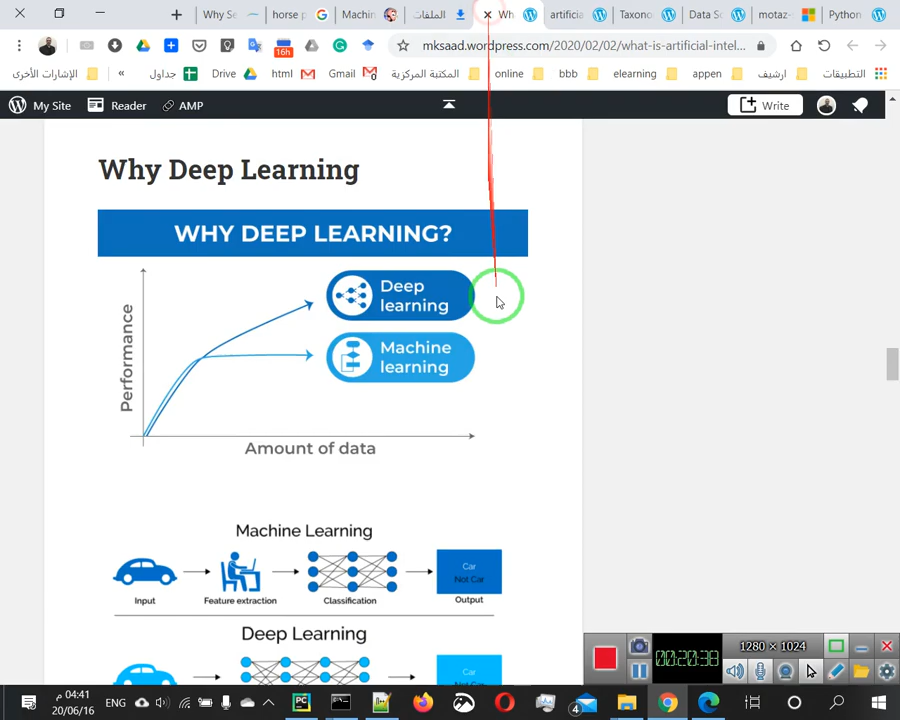 Why Se
horse p
Machin
الملفات
Wh
artificia
Taxono
Data Sc
motaz-
Python
16h
mksaad.wordpress.com/2020/02/02/what-is-artificial-intel...
الإشارات الأخرى
»
جداول
Drive
html
Gmail
المكتبة المركزية
online
bbb
elearning
appen
ارشيف
التطبيقات
My Site
Reader
AMP
Write
Why Deep Learning
WHY DEEP LEARNING?
Deep
learning
Machine
learning
Performance
Amount of data
Machine Learning
Input
Feature extraction
Classification
Car
Not Car
Output
Deep Learning
Car
1280 × 1024
00:20:38
04:41 م
20/06/16
ENG
PC
4